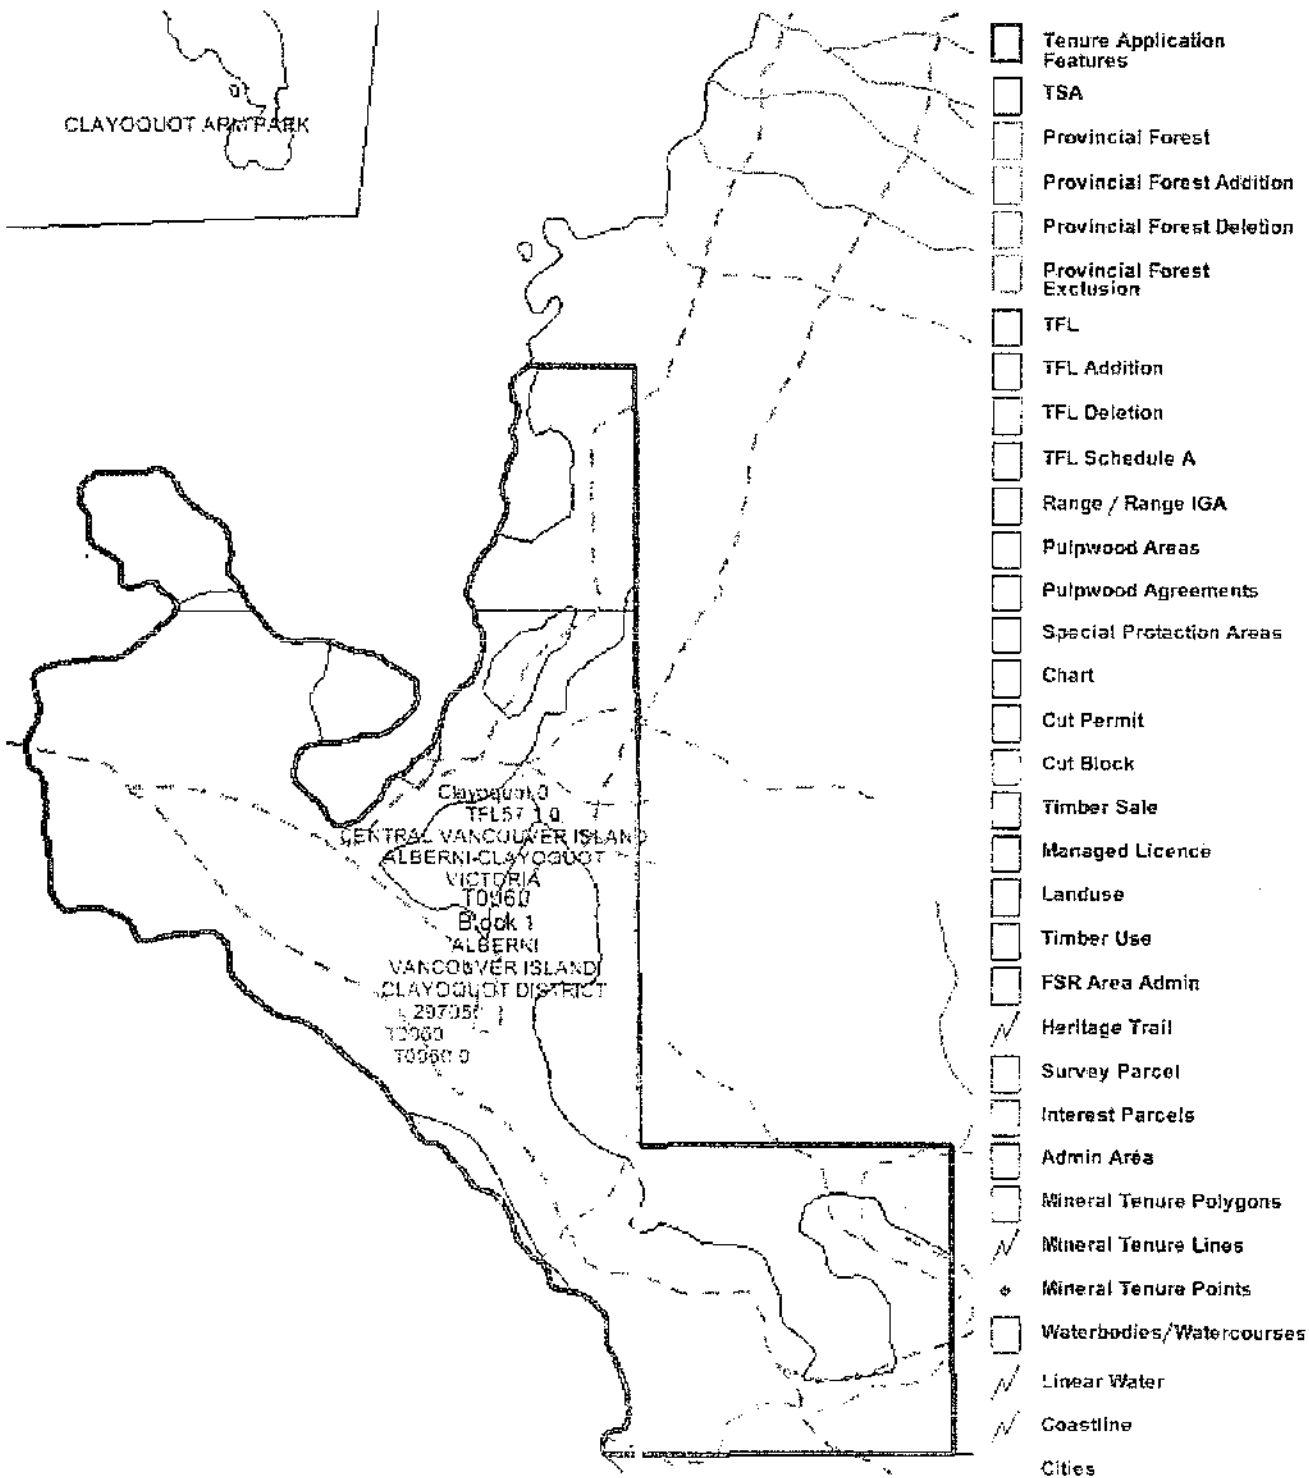 CLAYOQUOT ARM PARK
Clayoquot 0
TFL57 1 0
CENTRAL VANCOUVER ISLAND
ALBERNI-CLAYOQUOT
VICTORIA
T0960
Block 1
ALBERNI
VANCOUVER ISLAND
CLAYOQUOT DISTRICT
T0960
T0960 0
Tenure Application
Features
TSA
Provincial Forest
Provincial Forest Addition
Provincial Forest Deletion
Provincial Forest
Exclusion
TFL
TFL Addition
TFL Deletion
TFL Schedule A
Range / Range IGA
Pulpwood Areas
Pulpwood Agreements
Special Protection Areas
Chart
Cut Permit
Cut Block
Timber Sale
Managed Licence
Landuse
Timber Use
FSR Area Admin
Heritage Trail
Survey Parcel
Interest Parcels
Admin Area
Mineral Tenure Polygons
Mineral Tenure Lines
Mineral Tenure Points
Waterbodies/Watercourses
Linear Water
Coastline
Cities